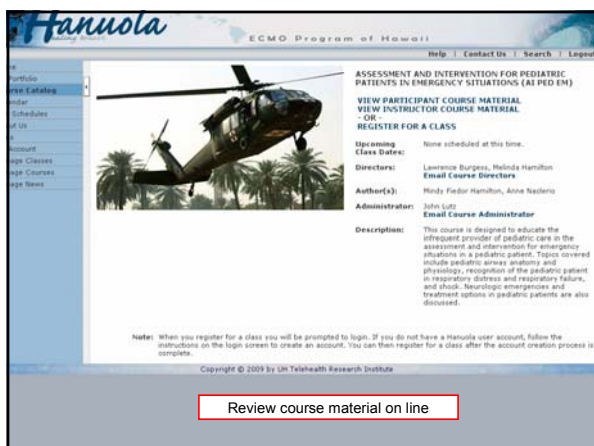 Hanuola
ECMO Program of Hawaii
Help | Contact Us | Search | Logout
Portfolio
Course Catalog
Schedules
ASSESSMENT AND INTERVENTION FOR PEDIATRIC
PATIENTS IN EMERGENCY SITUATIONS (AI PED EM)
VIEW PARTICIPANT COURSE MATERIAL
VIEW INSTRUCTOR COURSE MATERIAL
- OR -
REGISTER FOR A CLASS
Upcoming Class Dates: None scheduled at this time.
Directors: Lawrence Burgess, Melinda Hamilton
Email Course Directors
Author(s): Mindy Fiedor Hamilton, Anne Naclerio
Administrator: John Lutz
Email Course Administrator
Description: This course is designed to educate the
infrequent provider of pediatric care in the
assessment and intervention for emergency
situations in a pediatric patient. Topics covered
include pediatric airway anatomy and
physiology, recognition of the pediatric patient
in respiratory distress and respiratory failure,
and shock. Neurologic emergencies and
treatment options in pediatric patients are also
discussed.
Note: When you register for a class you will be prompted to login. If you do not have a Hanuola user account, follow the
instructions on the login screen to create an account. You can then register for a class after the account creation process is
complete.
Copyright © 2009 by UH Telehealth Research Institute
Review course material on line